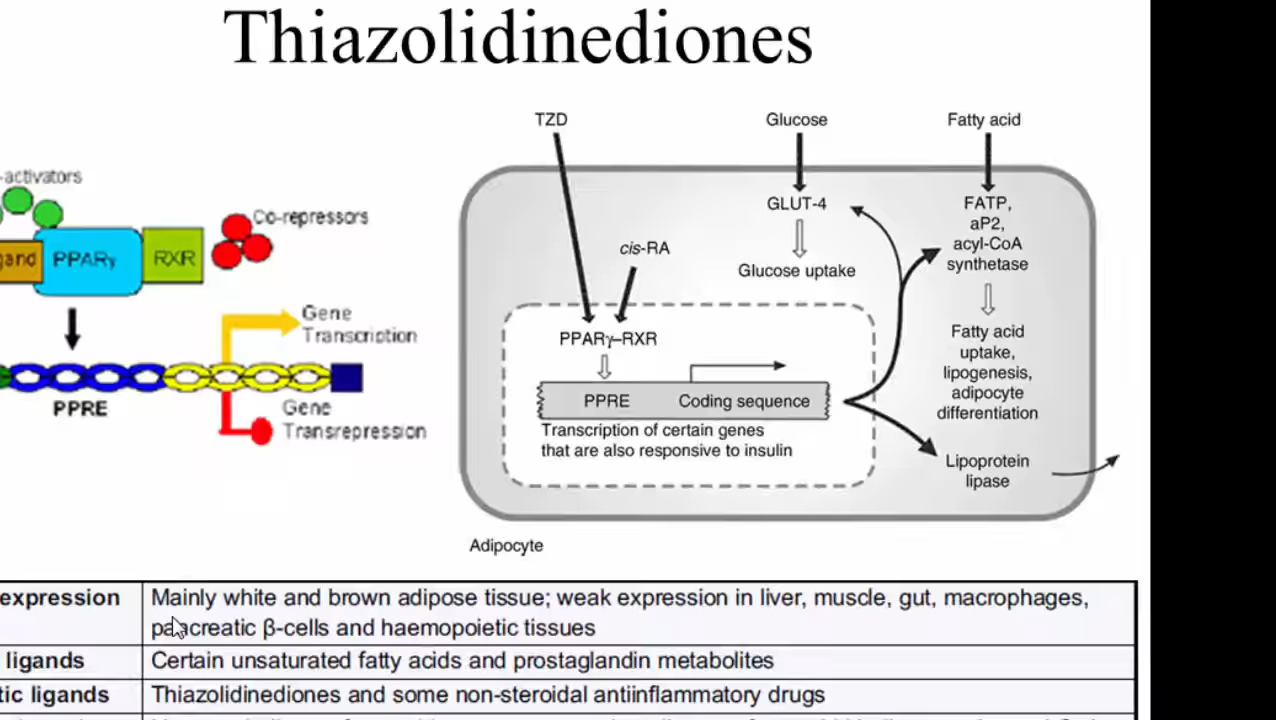 Thiazolidinediones
-activators
Co-repressors
PPARγ
RXR
Gene
Transcription
PPRE
Gene
Transrepression
TZD
Glucose
Fatty acid
GLUT-4
Glucose uptake
cis-RA
FATP,
aP2,
acyl-CoA
synthetase
PPARγ–RXR
PPRE
Coding sequence
Transcription of certain genes
that are also responsive to insulin
Fatty acid
uptake,
lipogenesis,
adipocyte
differentiation
Lipoprotein
lipase
Adipocyte
expression
Mainly white and brown adipose tissue; weak expression in liver, muscle, gut, macrophages,
pancreatic β-cells and haemopoietic tissues
ligands
Certain unsaturated fatty acids and prostaglandin metabolites
tic ligands
Thiazolidinediones and some non-steroidal antiinflammatory drugs